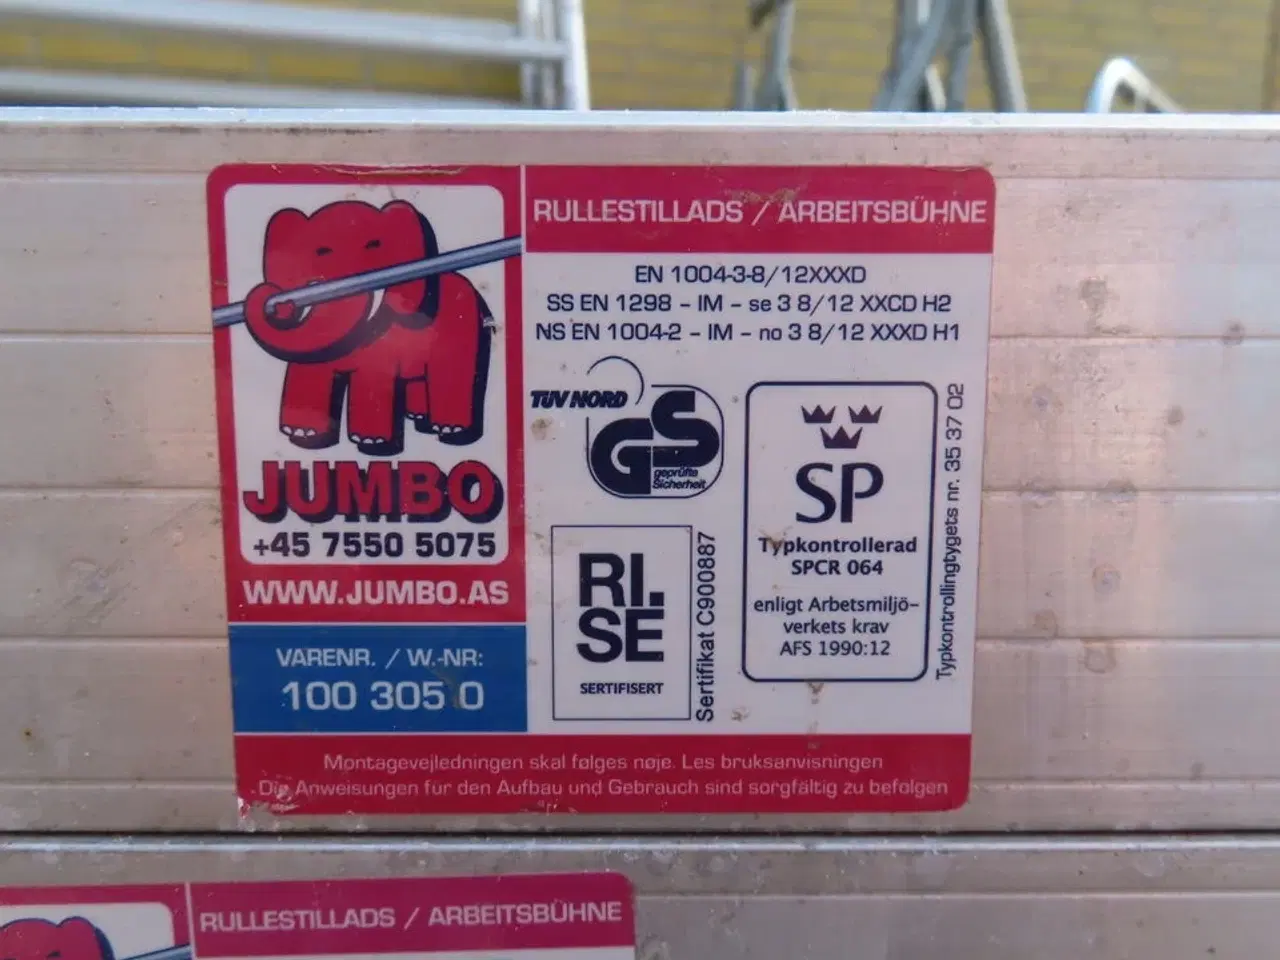 JUMBO
+45 7550 5075
WWW.JUMBO.AS
VARENR. / W.-NR:
100 305 0
RULLESTILLADS / ARBEITSBÜHNE
EN 1004-3-8/12XXXD
SS EN 1298 - IM - se 3 8/12 XXCD H2
NS EN 1004-2 - IM - no 3 8/12 XXXD H1
TÜV NORD
GS
geprüfte
Sicherheit
RI.
SE
SERTIFISERT
Sertifikat C900887
SP
Typkontrollerad
SPCR 064
enligt Arbetsmiljö-
verkets krav
AFS 1990:12
Typkontrollingtygets nr. 35 37 02
Montagevejledningen skal følges nøje. Les bruksanvisningen
Die Anweisungen für den Aufbau und Gebrauch sind sorgfältig zu befolgen
RULLESTILLADS / ARBEITSBÜHNE